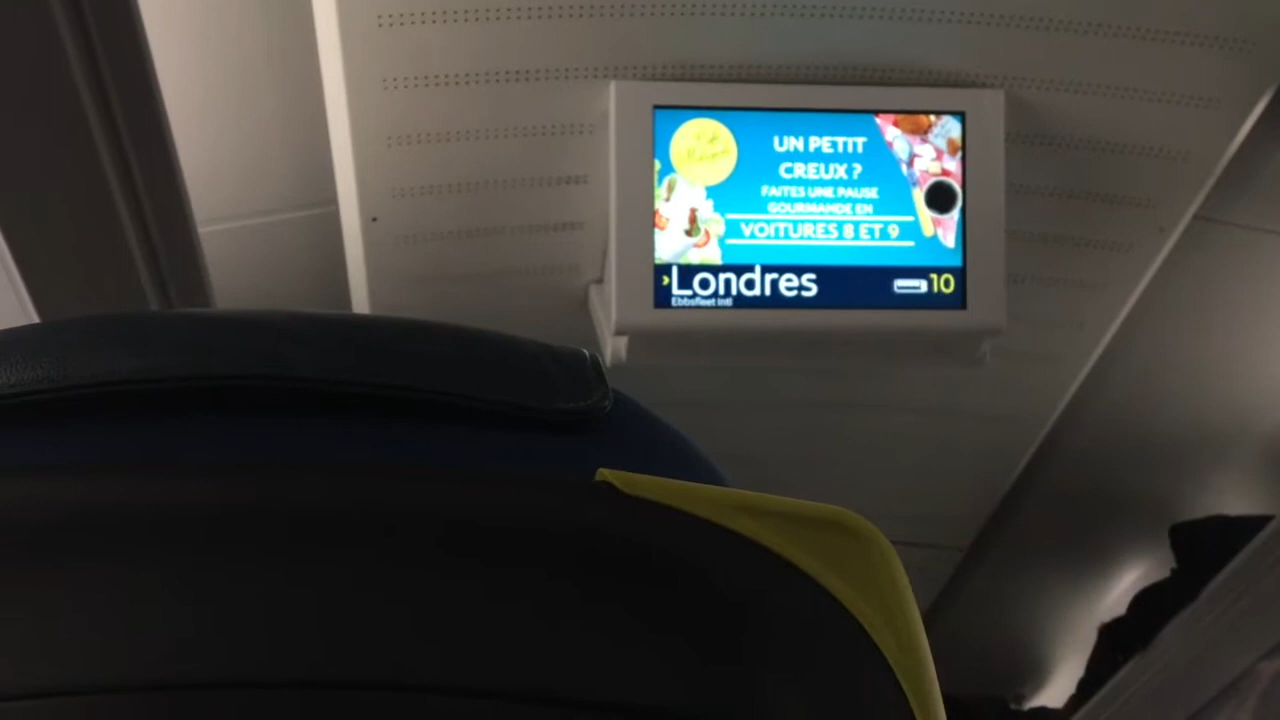 UN PETIT
CREUX ?
FAITES UNE PAUSE
GOURMANDE EN
VOITURES 8 ET 9
Londres
10
Ebbsfleet Intl